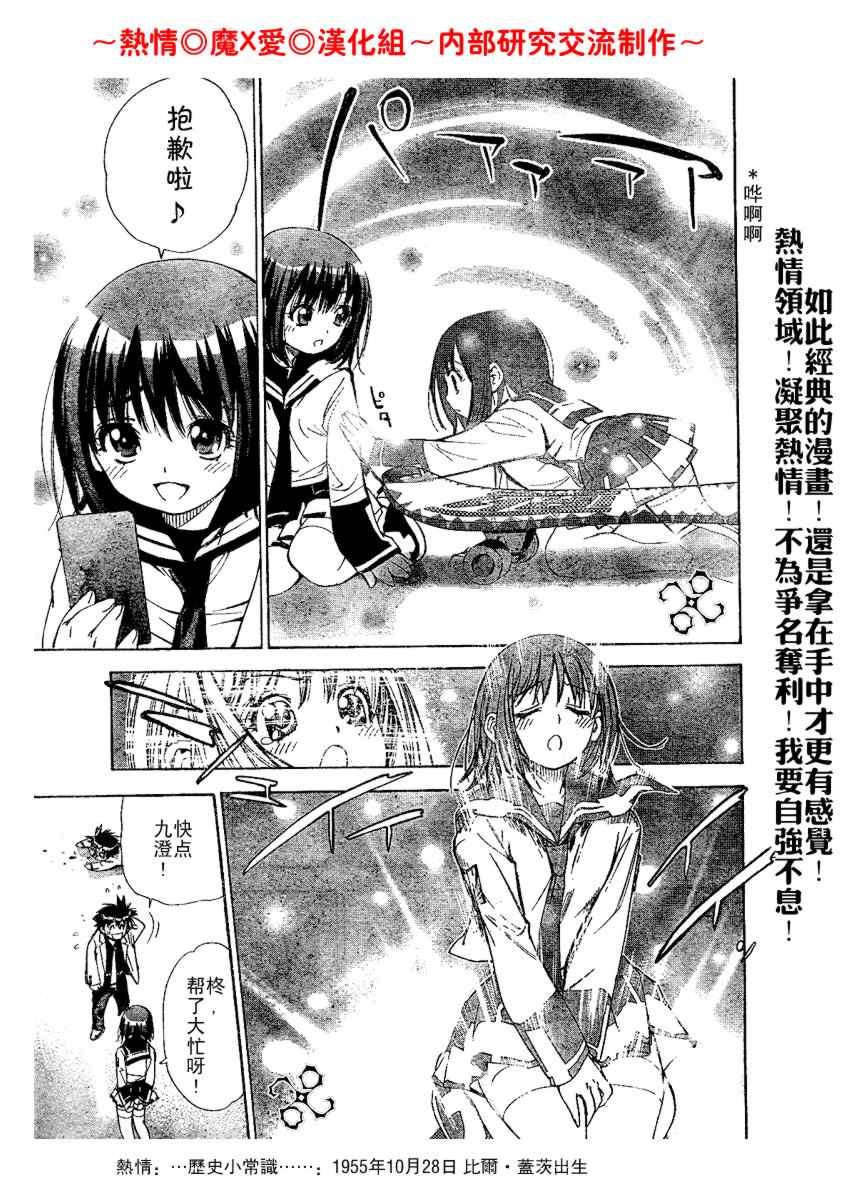 ～熱情◎魔X愛◎漢化組～内部研究交流制作～
*哗啊啊
如此經典的漫畫！還是拿在手中才更有感覺！
熱情領域！凝聚熱情！不為爭名奪利！我要自強不息！
パァァァ
ピタ
抱歉啦♪
快点
九澄！
柊，
帮了大忙呀！
熱情：…歷史小常識……：1955年10月28日 比爾·蓋茨出生